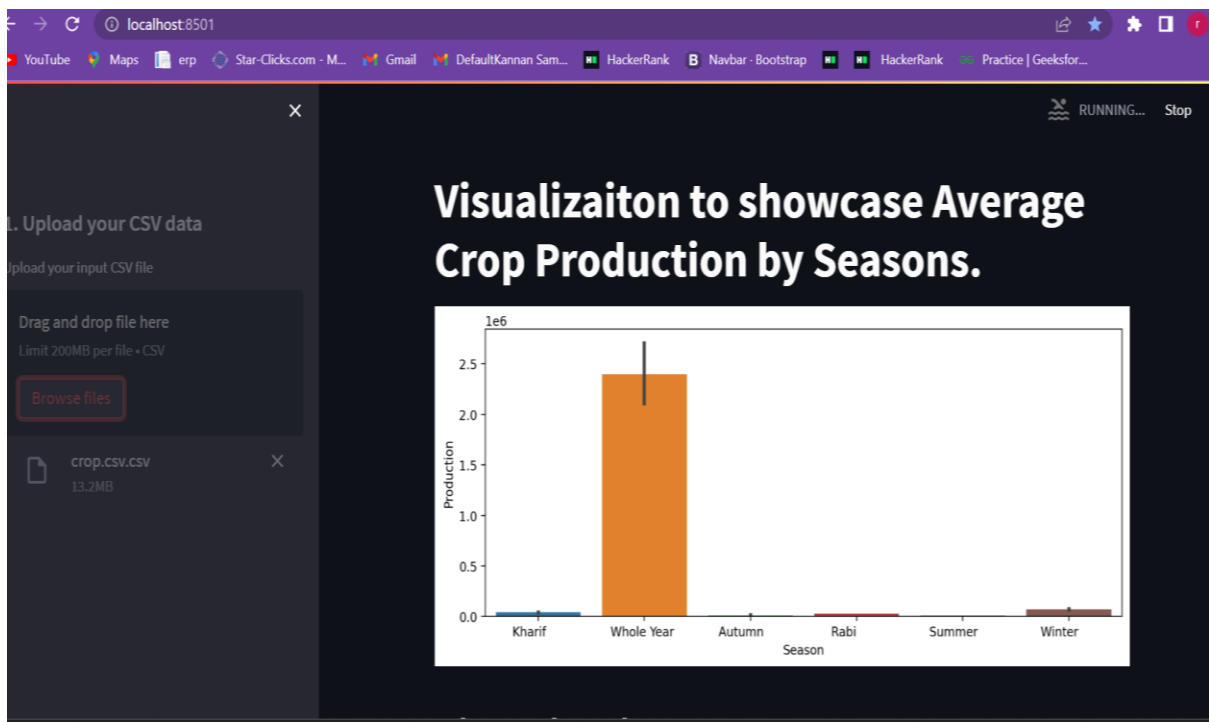 localhost:8501
r
YouTube Maps erp Star-Clicks.com - M... Gmail DefaultKannan Sam... HackerRank B Navbar - Bootstrap HackerRank Practice | Geeksfor...
RUNNING... Stop
1. Upload your CSV data
Upload your input CSV file
Drag and drop file here
Limit 200MB per file • CSV
Browse files
crop.csv.csv
13.2MB
Visualizaiton to showcase Average
Crop Production by Seasons.
1e6
2.5
2.0
1.5
1.0
0.5
0.0
Production
Kharif Whole Year Autumn Rabi Summer Winter
Season